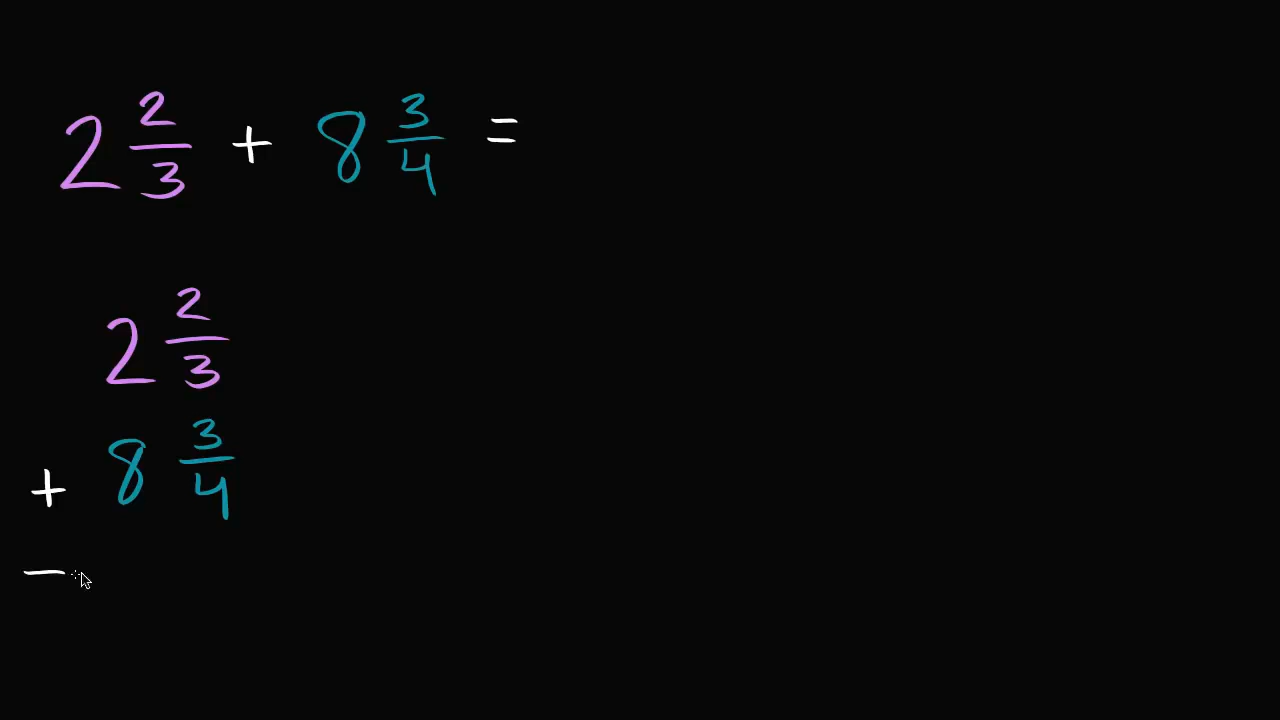 2 2/3 + 8 3/4 =
2 2/3
+ 8 3/4